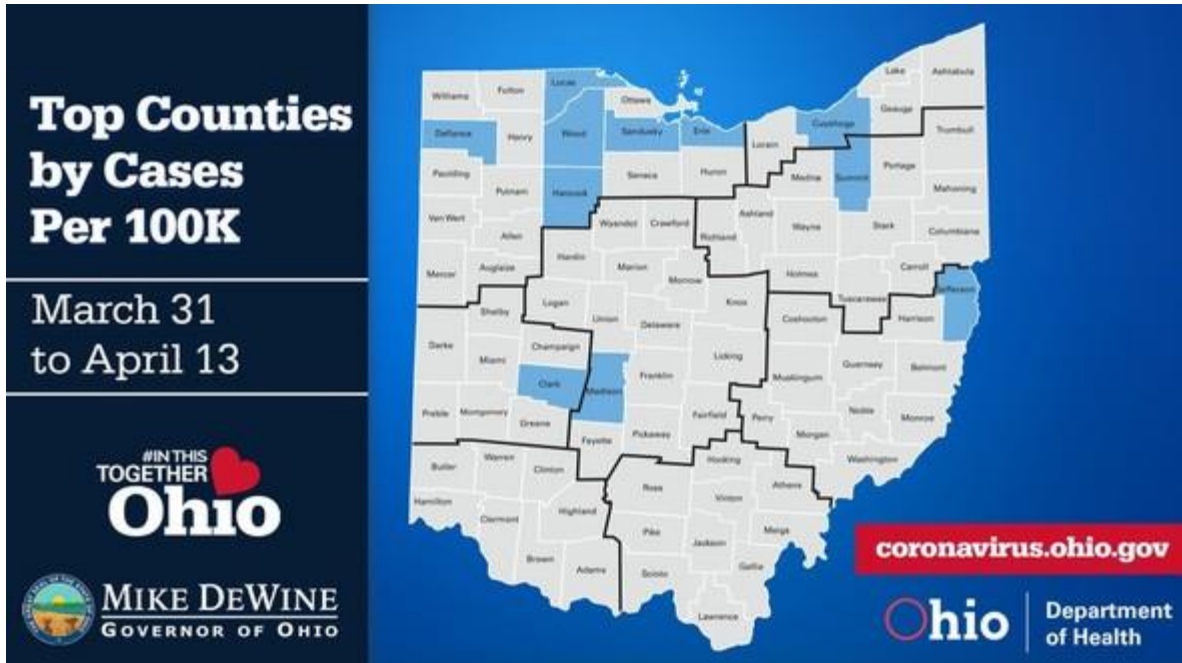 Top Counties
by Cases
Per 100K
March 31
to April 13
#IN THIS
TOGETHER
Ohio
MIKE DEWINE
GOVERNOR OF OHIO
Williams
Fulton
Lucas
Ottawa
Lake
Ashtabula
Defiance
Henry
Wood
Sandusky
Erie
Lorain
Cuyahoga
Geauga
Trumbull
Paulding
Putnam
Hancock
Seneca
Huron
Medina
Summit
Portage
Mahoning
Van Wert
Allen
Wyandot
Crawford
Richland
Ashland
Wayne
Stark
Columbiana
Mercer
Auglaize
Hardin
Marion
Morrow
Holmes
Tuscarawas
Carroll
Jefferson
Shelby
Logan
Union
Delaware
Knox
Coshocton
Harrison
Darke
Miami
Champaign
Licking
Guernsey
Belmont
Clark
Madison
Franklin
Muskingum
Preble
Montgomery
Greene
Fayette
Pickaway
Fairfield
Perry
Morgan
Noble
Monroe
Butler
Warren
Clinton
Ross
Hocking
Athens
Washington
Hamilton
Clermont
Highland
Vinton
Brown
Adams
Pike
Jackson
Meigs
Scioto
Gallia
Lawrence
coronavirus.ohio.gov
Ohio
Department
of Health